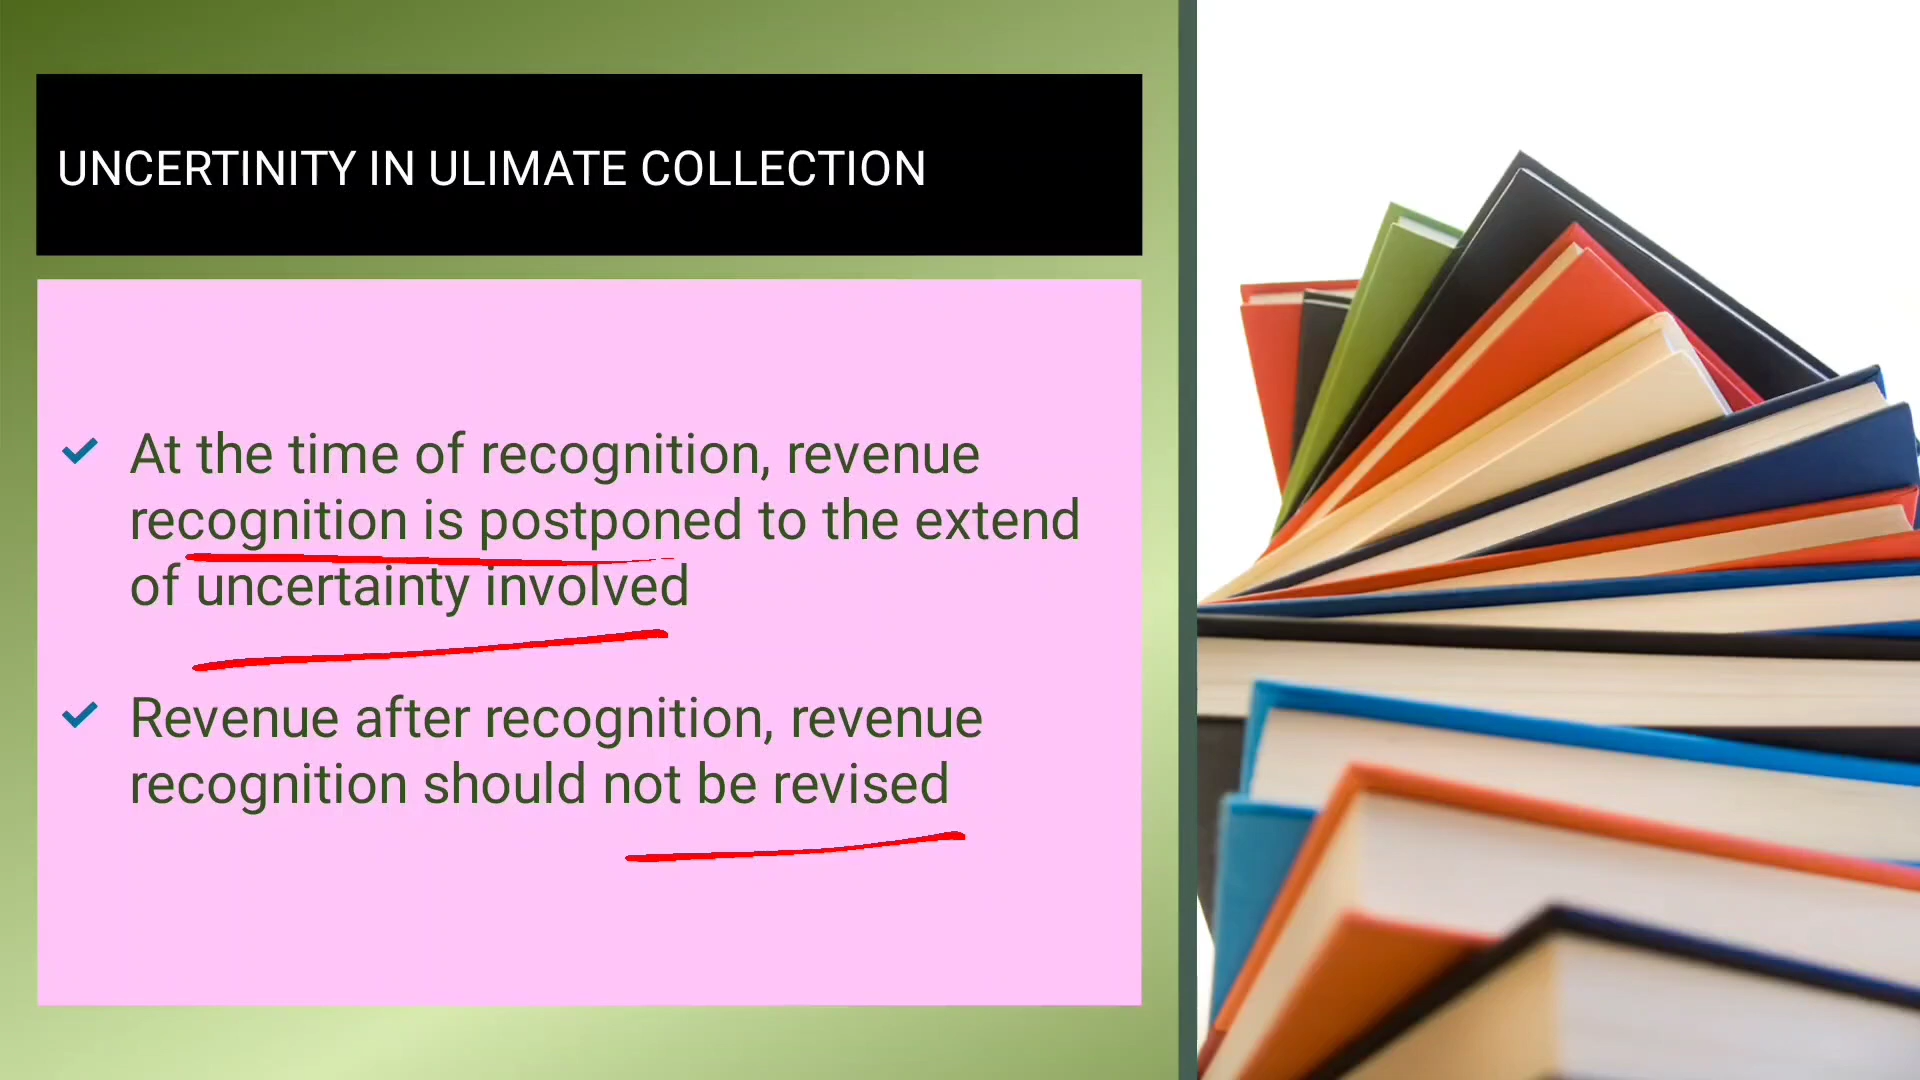 UNCERTINITY IN ULIMATE COLLECTION
At the time of recognition, revenue
recognition is postponed to the extend
of uncertainty involved
Revenue after recognition, revenue
recognition should not be revised